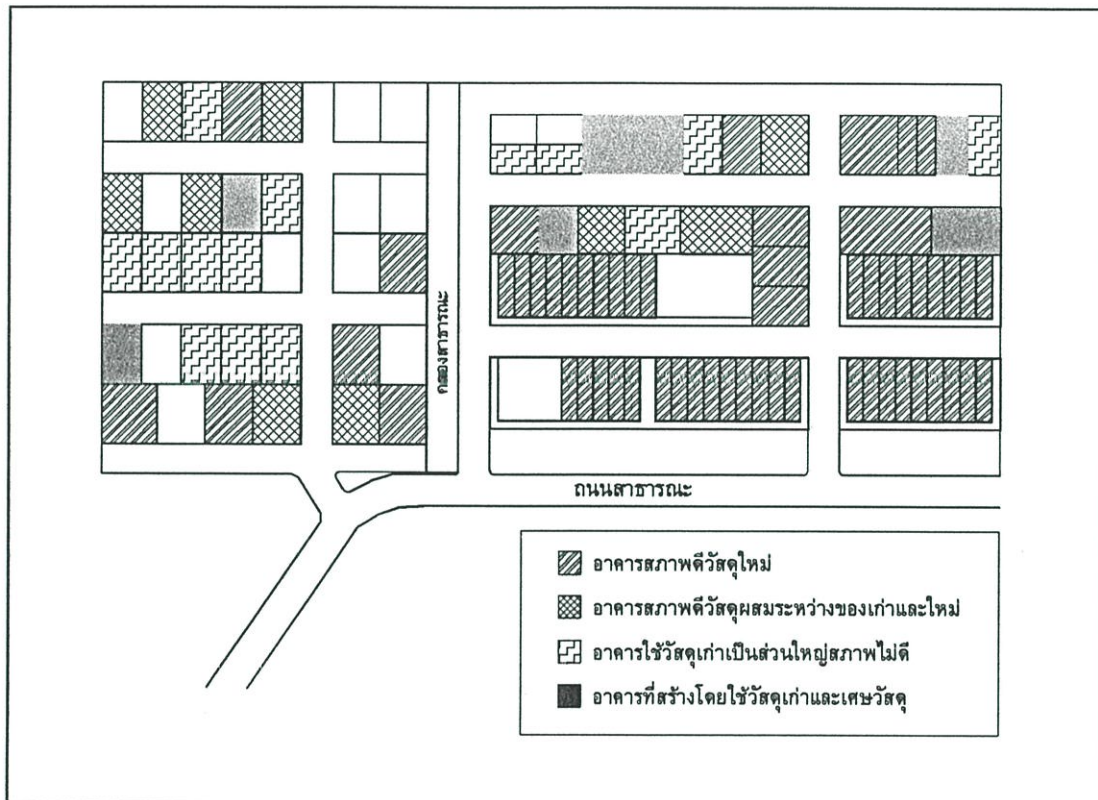 คลองสาธารณะ
ถนนสาธารณะ
อาคารสภาพดีวัสดุใหม่
อาคารสภาพดีวัสดุผสมระหว่างของเก่าและใหม่
อาคารใช้วัสดุเก่าเป็นส่วนใหญ่สภาพไม่ดี
อาคารที่สร้างโดยใช้วัสดุเก่าและเศษวัสดุ